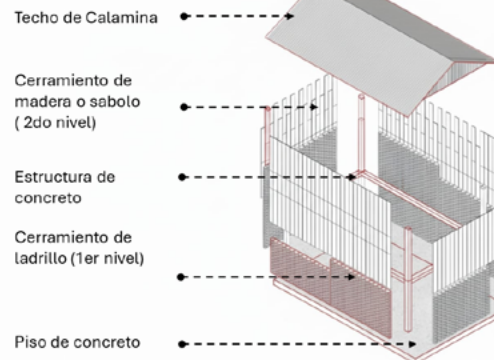 Techo de Calamina
Cerramiento de
madera o sabolo
( 2do nivel)
Estructura de
concreto
Cerramiento de
ladrillo (1er nivel)
Piso de concreto